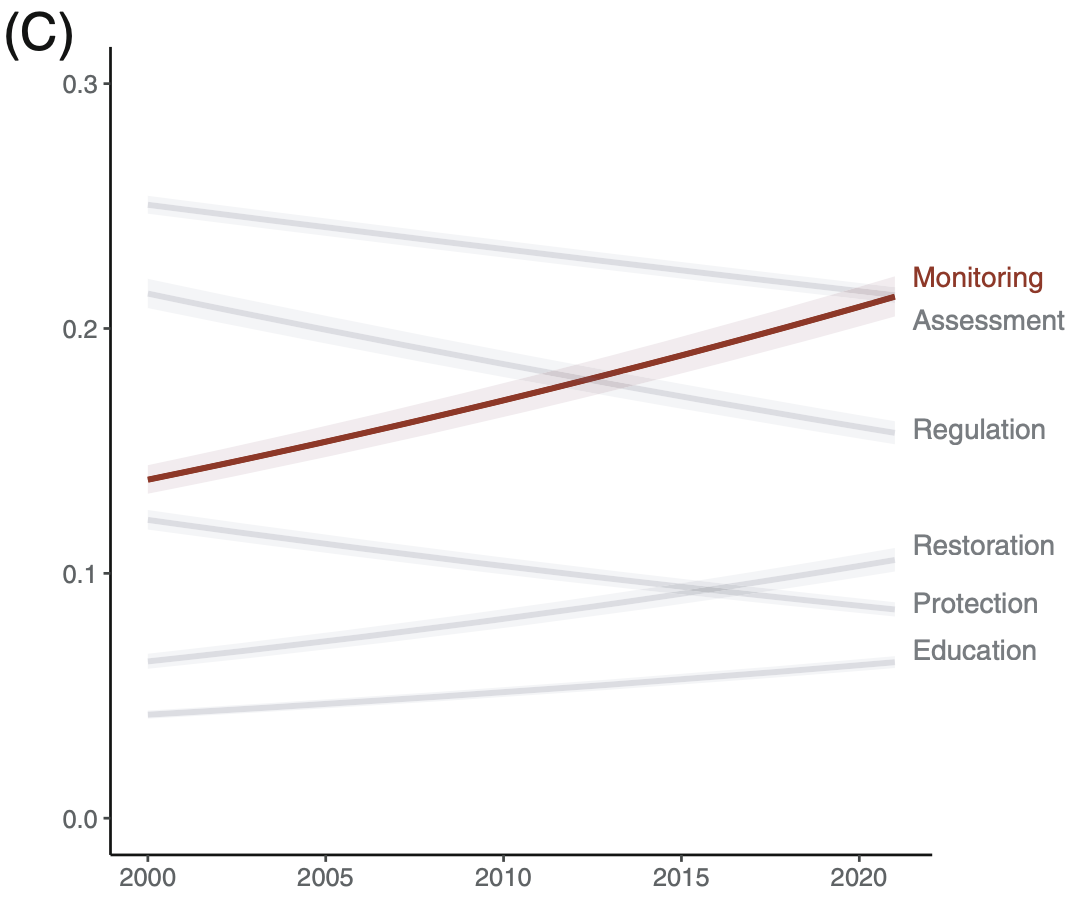 (C)
0.3
0.2
0.1
0.0
Monitoring
Assessment
Regulation
Restoration
Protection
Education
2000 2005 2010 2015 2020